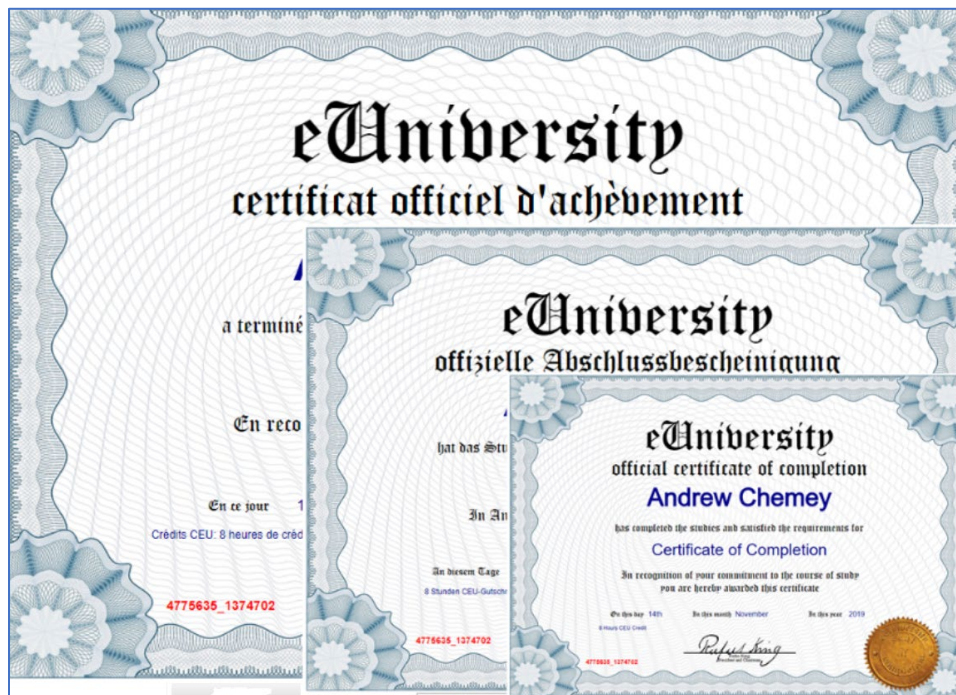 eUniversity
certificat officiel d'achèvement
a terminé
En reco
En ce jour 1
Crédits CEU: 8 heures de créd
4775635_1374702
eUniversity
offizielle Abschlussbescheinigung
hat das Stu
In An
An diesem Tage
8 Stunden CEU-Gutsch
4775635_1374702
eUniversity
official certificate of completion
Andrew Chemey
has completed the studies and satisfied the requirements for
Certificate of Completion
In recognition of your commitment to the course of study
you are hereby awarded this certificate
On this day 14th In this month November In this year 2019
8 Hours CEU Credit
Rufus King
4775635_1374702